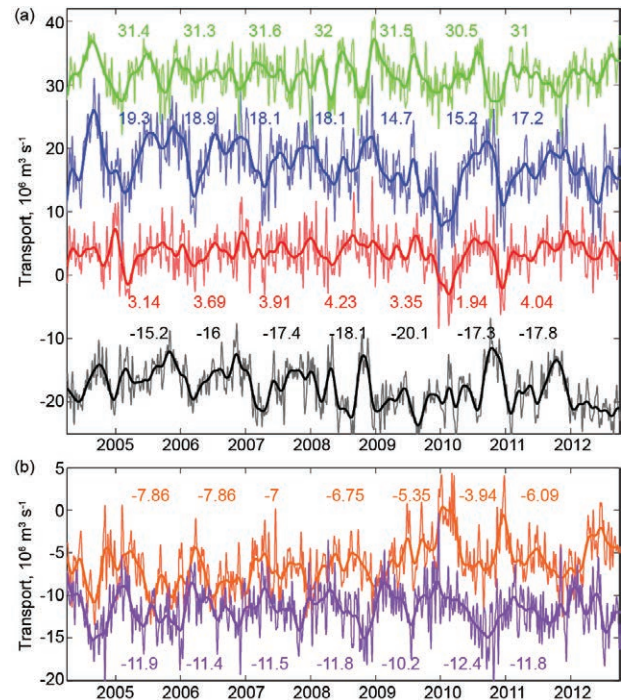 (a)
40
31.4 31.3 31.6 32 31.5 30.5 31
30
20
19.3 18.9 18.1 18.1 14.7 15.2 17.2
10
0
3.14 3.69 3.91 4.23 3.35 1.94 4.04
-10
-15.2 -16 -17.4 -18.1 -20.1 -17.3 -17.8
-20
Transport, 10⁶ m³ s⁻¹
2005 2006 2007 2008 2009 2010 2011 2012
(b)
5
-7.86 -7.86 -7 -6.75 -5.35 -3.94 -6.09
0
-5
-10
-15
-11.9 -11.4 -11.5 -11.8 -10.2 -12.4 -11.8
-20
Transport, 10⁶ m³ s⁻¹
2005 2006 2007 2008 2009 2010 2011 2012